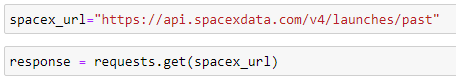 spacex_url="https://api.spacexdata.com/v4/launches/past"
response = requests.get(spacex_url)